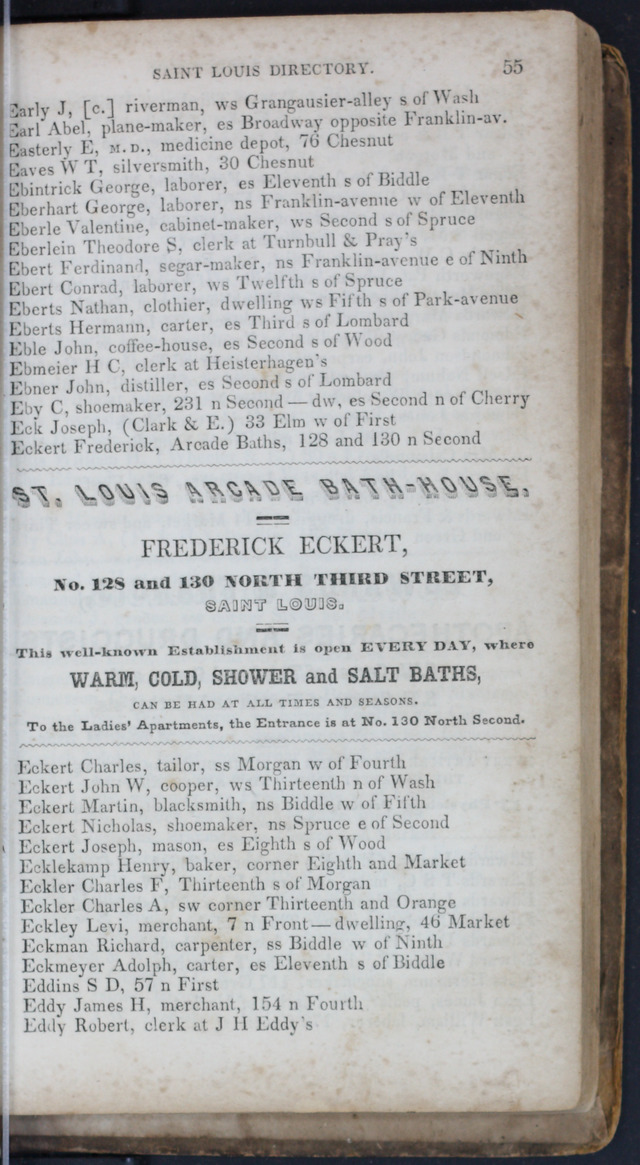 SAINT LOUIS DIRECTORY. 55
Early J, [c.] riverman, ws Grangausier-alley s of Wash
Earl Abel, plane-maker, es Broadway opposite Franklin-av.
Easterly E, M.D., medicine depot, 76 Chesnut
Eaves W T, silversmith, 30 Chesnut
Ebintrick George, laborer, es Eleventh s of Biddle
Eberhart George, laborer, ns Franklin-avenue w of Eleventh
Eberle Valentine, cabinet-maker, ws Second s of Spruce
Eberlein Theodore S, clerk at Turnbull & Pray's
Ebert Ferdinand, segar-maker, ns Franklin-avenue e of Ninth
Ebert Conrad, laborer, ws Twelfth s of Spruce
Eberts Nathan, clothier, dwelling ws Fifth s of Park-avenue
Eberts Hermann, carter, es Third s of Lombard
Eble John, coffee-house, es Second s of Wood
Ebmeier H C, clerk at Heisterhagen's
Ebner John, distiller, es Second s of Lombard
Eby C, shoemaker, 231 n Second — dw, es Second n of Cherry
Eck Joseph, (Clark & E.) 33 Elm w of First
Eckert Frederick, Arcade Baths, 128 and 130 n Second
ST. LOUIS ARCADE BATH-HOUSE,
FREDERICK ECKERT,
No. 128 and 130 NORTH THIRD STREET,
SAINT LOUIS.
This well-known Establishment is open EVERY DAY, where
WARM, COLD, SHOWER and SALT BATHS,
CAN BE HAD AT ALL TIMES AND SEASONS.
To the Ladies' Apartments, the Entrance is at No. 130 North Second.
Eckert Charles, tailor, ss Morgan w of Fourth
Eckert John W, cooper, ws Thirteenth n of Wash
Eckert Martin, blacksmith, ns Biddle w of Fifth
Eckert Nicholas, shoemaker, ns Spruce e of Second
Eckert Joseph, mason, es Eighth s of Wood
Ecklekamp Henry, baker, corner Eighth and Market
Eckler Charles F, Thirteenth s of Morgan
Eckler Charles A, sw corner Thirteenth and Orange
Eckley Levi, merchant, 7 n Front — dwelling, 46 Market
Eckman Richard, carpenter, ss Biddle w of Ninth
Eckmeyer Adolph, carter, es Eleventh s of Biddle
Eddins S D, 57 n First
Eddy James H, merchant, 154 n Fourth
Eddy Robert, clerk at J H Eddy's